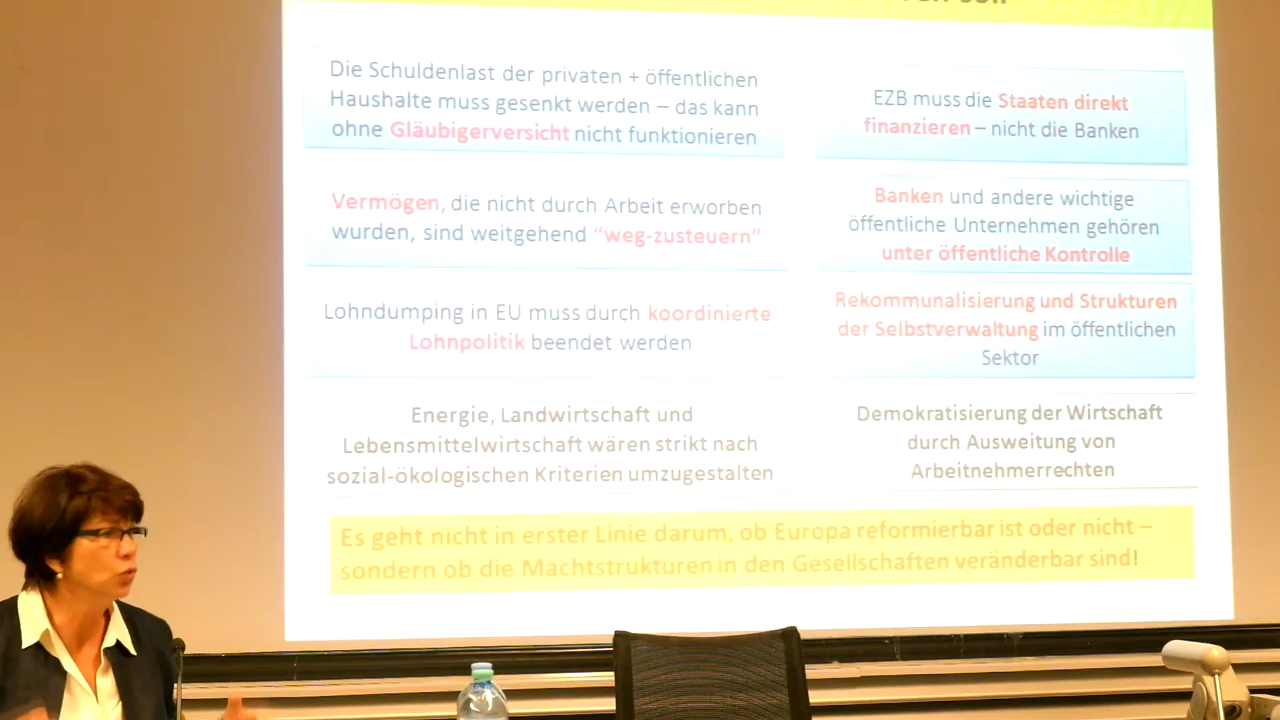 Die Schuldenlast der privaten + öffentlichen
Haushalte muss gesenkt werden – das kann
ohne Gläubigerversicht nicht funktionieren
EZB muss die Staaten direkt
finanzieren – nicht die Banken
Vermögen, die nicht durch Arbeit erworben
wurden, sind weitgehend “weg-zusteuern”
Banken und andere wichtige
öffentliche Unternehmen gehören
unter öffentliche Kontrolle
Lohndumping in EU muss durch koordinierte
Lohnpolitik beendet werden
Rekommunalisierung und Strukturen
der Selbstverwaltung im öffentlichen
Sektor
Energie, Landwirtschaft und
Lebensmittelwirtschaft wären strikt nach
sozial-ökologischen Kriterien umzugestalten
Demokratisierung der Wirtschaft
durch Ausweitung von
Arbeitnehmerrechten
Es geht nicht in erster Linie darum, ob Europa reformierbar ist oder nicht –
sondern ob die Machtstrukturen in den Gesellschaften veränderbar sind!